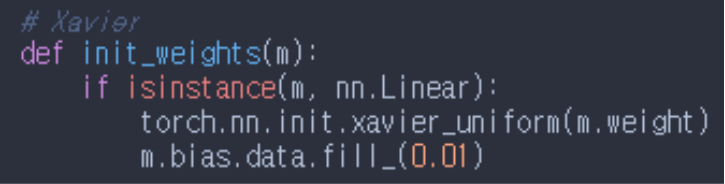 # Xavier
def init_weights(m):
    if isinstance(m, nn.Linear):
        torch.nn.init.xavier_uniform(m.weight)
        m.bias.data.fill_(0.01)